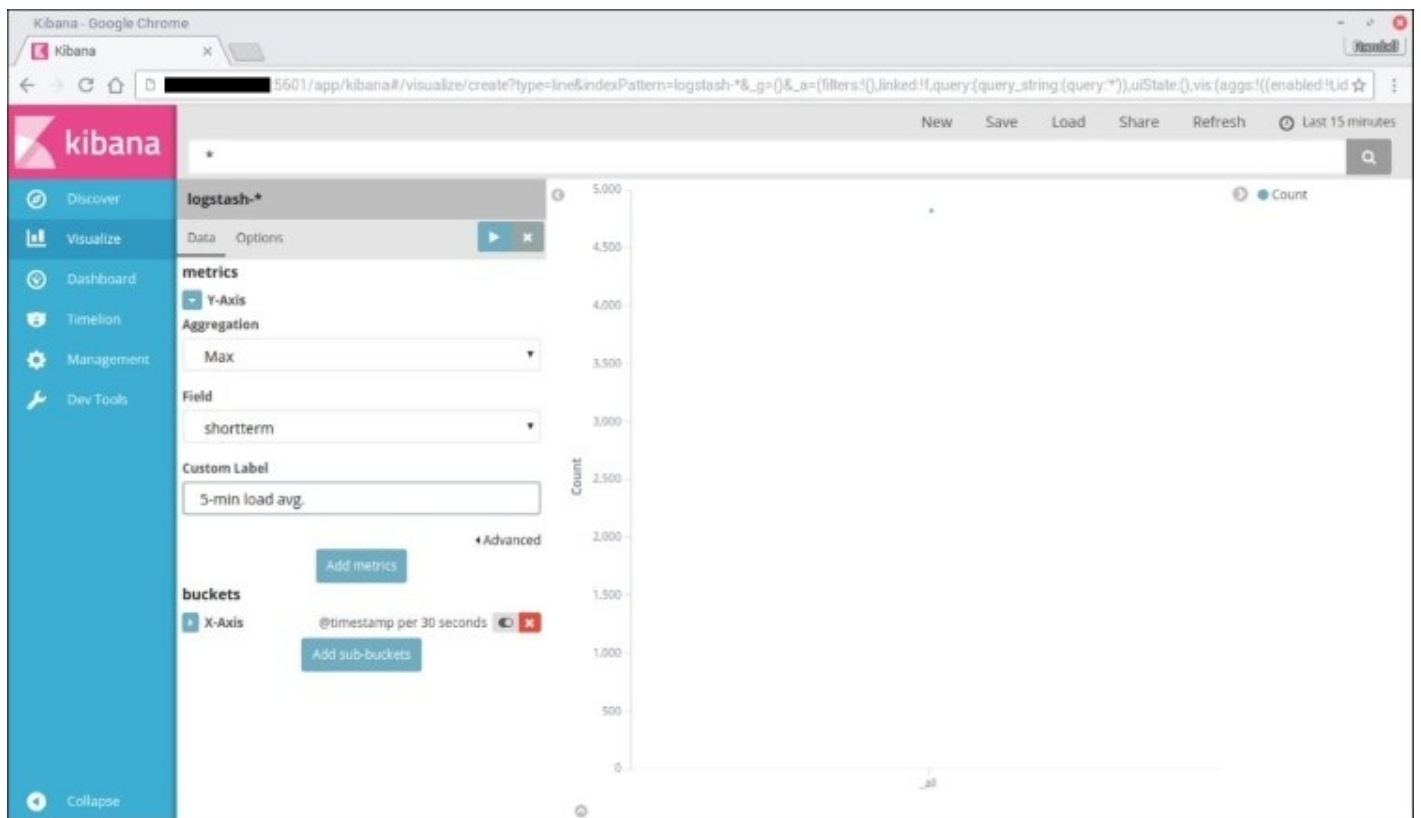 Kibana - Google Chrome
Kibana
5601/app/kibana#/visualize/create?type=line&indexPattern=logstash-*&_g=()&_a=(filters:!(),linked:!f,query:(query_string:(query:'*')),uiState:(),vis:(aggs:!((enabled:!t,id
New Save Load Share Refresh Last 15 minutes
kibana
*
Discover
Visualize
Dashboard
Timelion
Management
Dev Tools
Collapse
logstash-*
Data Options
metrics
Y-Axis
Aggregation
Max
Field
shortterm
Custom Label
5-min load avg.
Advanced
Add metrics
buckets
X-Axis @timestamp per 30 seconds
Add sub-buckets
Count
5,000
4,500
4,000
3,500
3,000
2,500
2,000
1,500
1,000
500
0
_all
Count